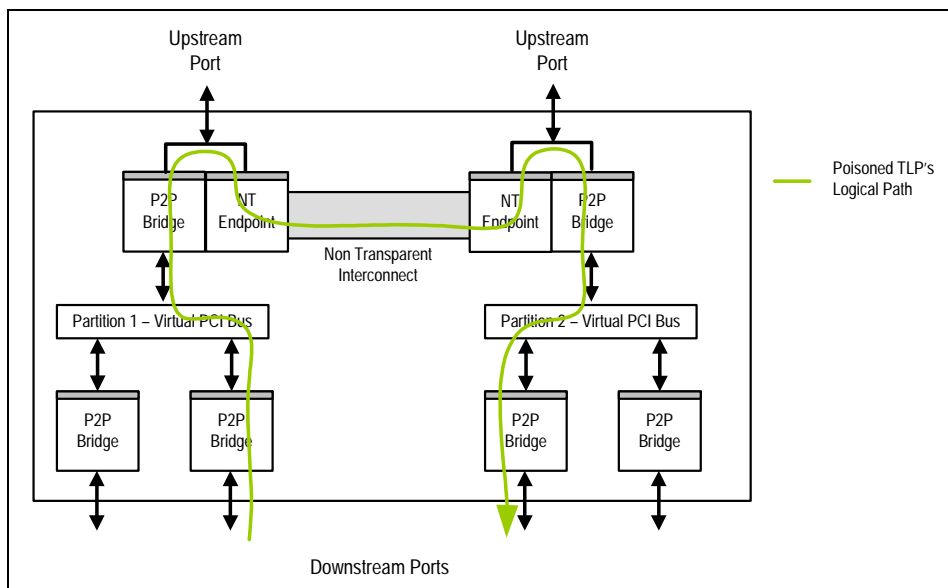 Upstream
Port
Upstream
Port
P2P
Bridge
NT
Endpoint
NT
Endpoint
P2P
Bridge
Poisoned TLP's
Logical Path
Non Transparent
Interconnect
Partition 1 – Virtual PCI Bus
Partition 2 – Virtual PCI Bus
P2P
Bridge
P2P
Bridge
P2P
Bridge
P2P
Bridge
Downstream Ports